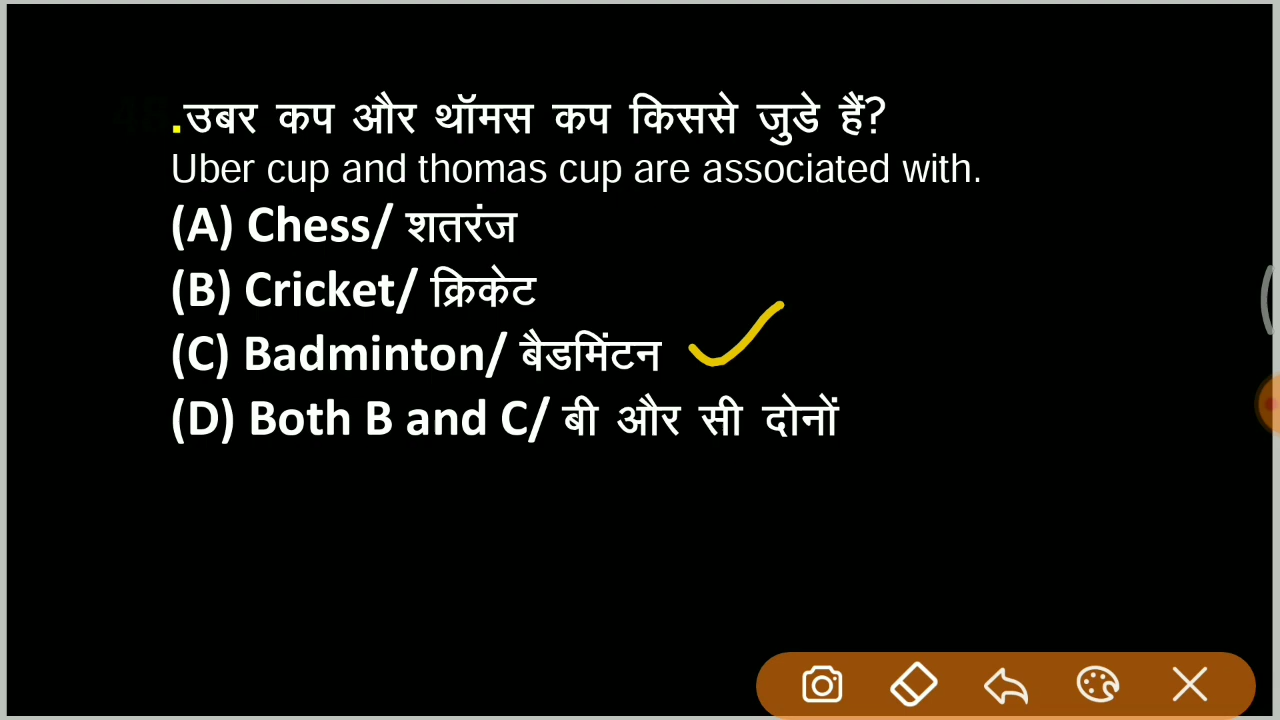 .उबर कप और थॉमस कप किससे जुडे हैं?
Uber cup and thomas cup are associated with.
(A) Chess/ शतरंज
(B) Cricket/ क्रिकेट
(C) Badminton/ बैडमिंटन
(D) Both B and C/ बी और सी दोनों